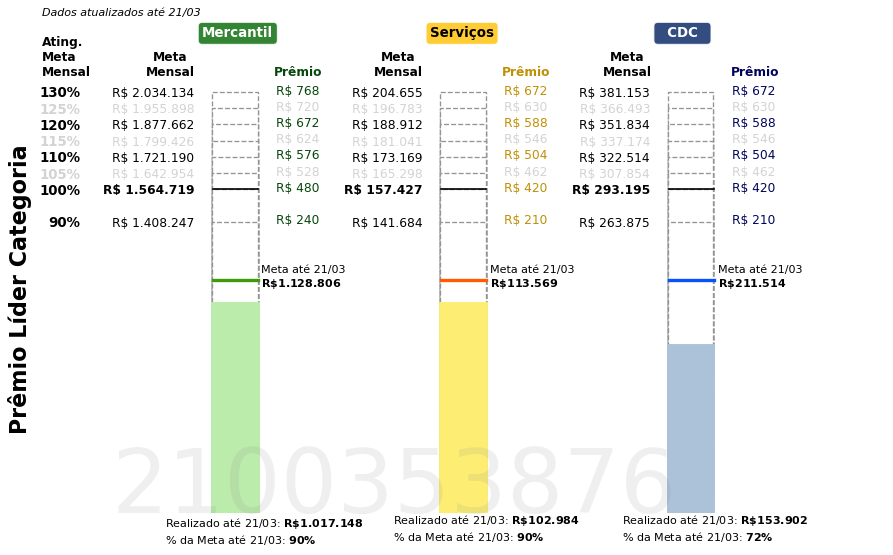 Dados atualizados até 21/03
Mercantil Serviços CDC
Ating. Meta Mensal Meta Mensal Prêmio Meta Mensal Prêmio Meta Mensal Prêmio
130% R$ 2.034.134 R$ 768 R$ 204.655 R$ 672 R$ 381.153 R$ 672
125% R$ 1.955.898 R$ 720 R$ 196.783 R$ 630 R$ 366.493 R$ 630
120% R$ 1.877.662 R$ 672 R$ 188.912 R$ 588 R$ 351.834 R$ 588
115% R$ 1.799.426 R$ 624 R$ 181.041 R$ 546 R$ 337.174 R$ 546
110% R$ 1.721.190 R$ 576 R$ 173.169 R$ 504 R$ 322.514 R$ 504
105% R$ 1.642.954 R$ 528 R$ 165.298 R$ 462 R$ 307.854 R$ 462
100% R$ 1.564.719 R$ 480 R$ 157.427 R$ 420 R$ 293.195 R$ 420
90% R$ 1.408.247 R$ 240 R$ 141.684 R$ 210 R$ 263.875 R$ 210
Meta até 21/03 Meta até 21/03 Meta até 21/03
R$1.128.806 R$113.569 R$211.514
Prêmio Líder Categoria
2100353876
Realizado até 21/03: R$1.017.148 Realizado até 21/03: R$102.984 Realizado até 21/03: R$153.902
% da Meta até 21/03: 90% % da Meta até 21/03: 90% % da Meta até 21/03: 72%